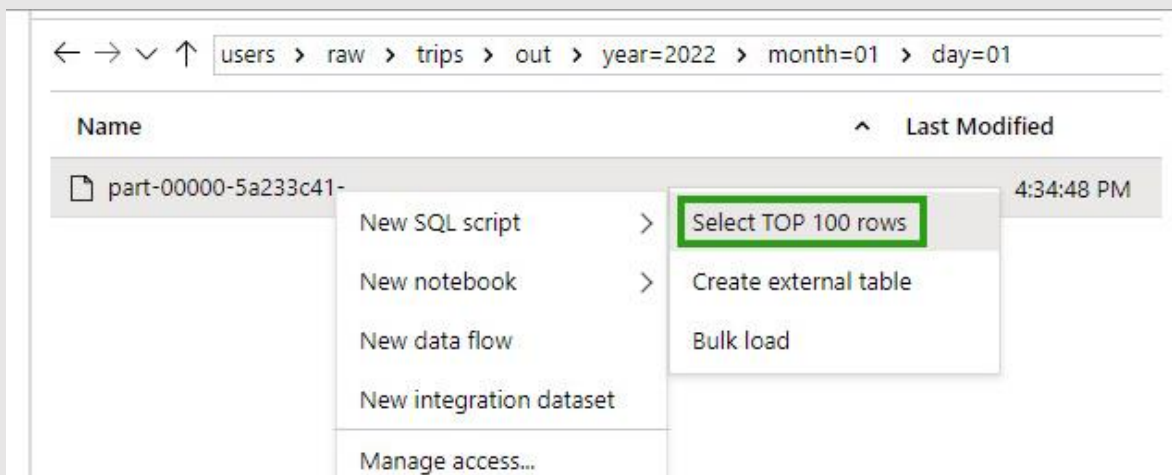 users > raw > trips > out > year=2022 > month=01 > day=01
Name Last Modified
part-00000-5a233c41- 4:34:48 PM
New SQL script Select TOP 100 rows
New notebook Create external table
New data flow Bulk load
New integration dataset
Manage access...